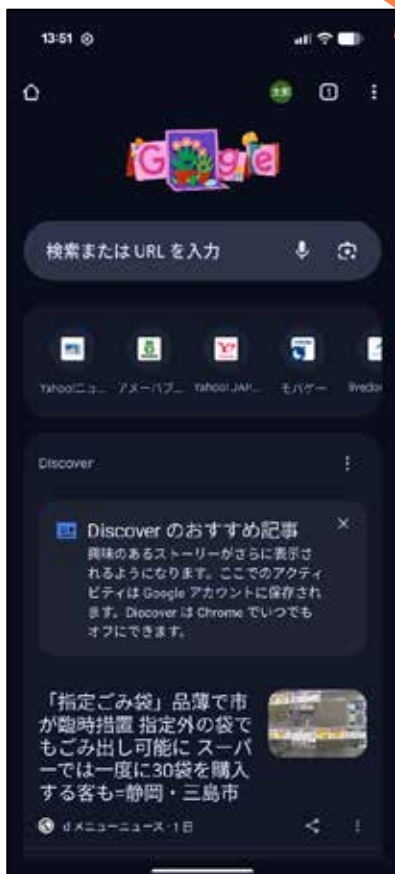 13:51
1
Google
検索または URL を入力
Yahoo!ニュ... アメーバブ... Yahoo! JAP... モバゲー livedo
Discover
Discover のおすすめ記事
興味のあるストーリーがさらに表示さ
れるようになります。ここでのアクティ
ビティは Google アカウントに保存され
ます。Discover は Chrome でいつでも
オフにできます。
「指定ごみ袋」品薄で市
が臨時措置 指定外の袋で
もごみ出し可能に スーパ
ーでは一度に30袋を購入
する客も=静岡・三島市
d メニューニュース · 1 日